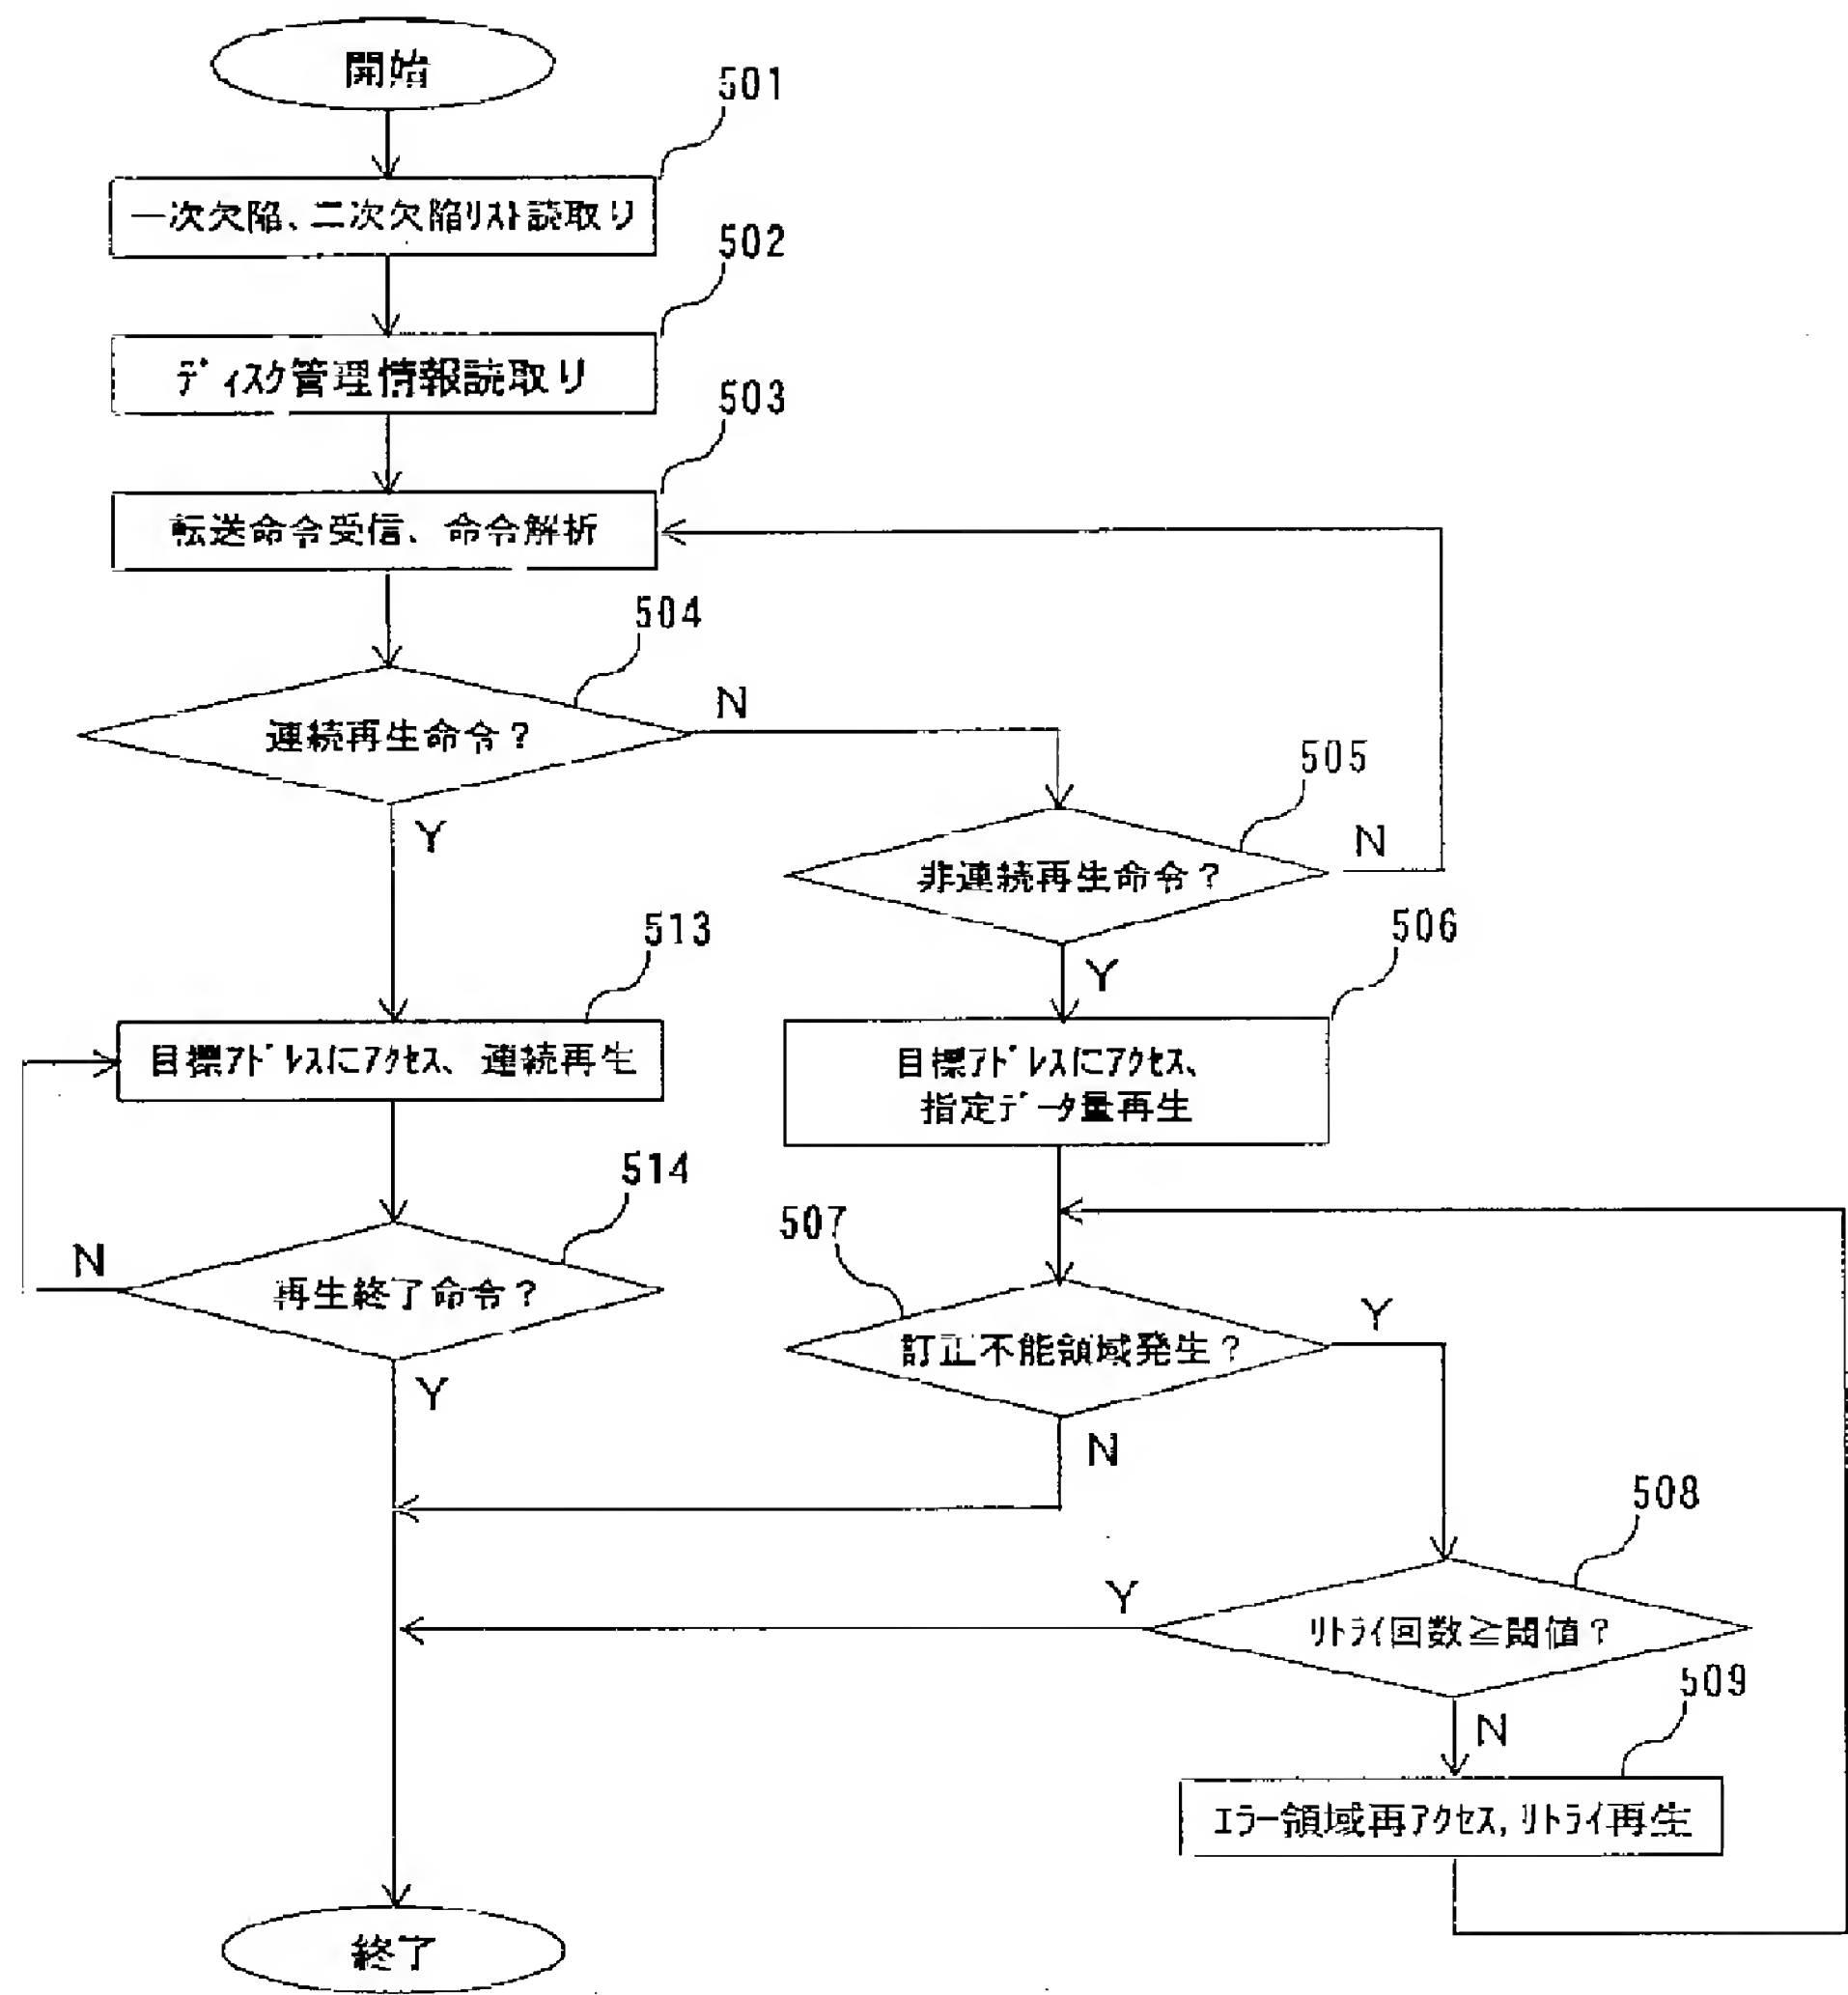 開始
501
一次欠陥、二次欠陥ﾘｽﾄ読取り
502
ﾃﾞｨｽｸ管理情報読取り
503
転送命令受信、命令解析
504
連続再生命令？
N
Y
505
非連続再生命令？
N
Y
513
目標ｱﾄﾞﾚｽにｱｸｾｽ、連続再生
506
目標ｱﾄﾞﾚｽにｱｸｾｽ、
指定ﾃﾞｰﾀ量再生
514
再生終了命令？
N
Y
507
訂正不能領域発生？
Y
N
508
ﾘﾄﾗｲ回数≧閾値？
Y
N
509
ｴﾗｰ領域再ｱｸｾｽ,ﾘﾄﾗｲ再生
終了